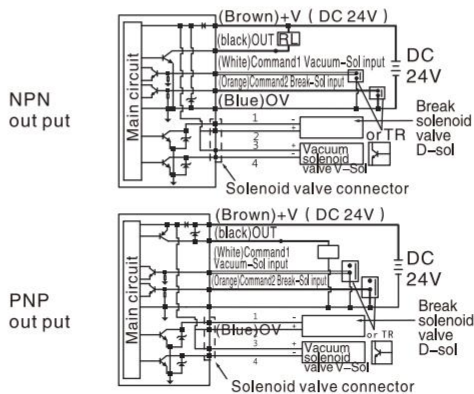 (Brown)+V ( DC 24V )
(black)OUT
RL
(White)Command1 Vacuum-Sol input
(Orange)Command2 Break-Sol input
(Blue)OV
DC
24V
NPN
out put
Main circuit
1 -
2 +
3 -
4 +
or TR
Break
solenoid
valve
D-sol
Vacuum
solenoid
valve V-Sol
Solenoid valve connector
(Brown)+V ( DC 24V )
(black)OUT
(White)Command1
Vacuum-Sol input
(Orange)Command2 Break-Sol input
DC
24V
PNP
out put
Main circuit
1 -
(Blue)OV +
3 -
4 +
or TR
Break
solenoid
valve
D-sol
Vacuum
solenoid
valve V-Sol
Solenoid valve connector